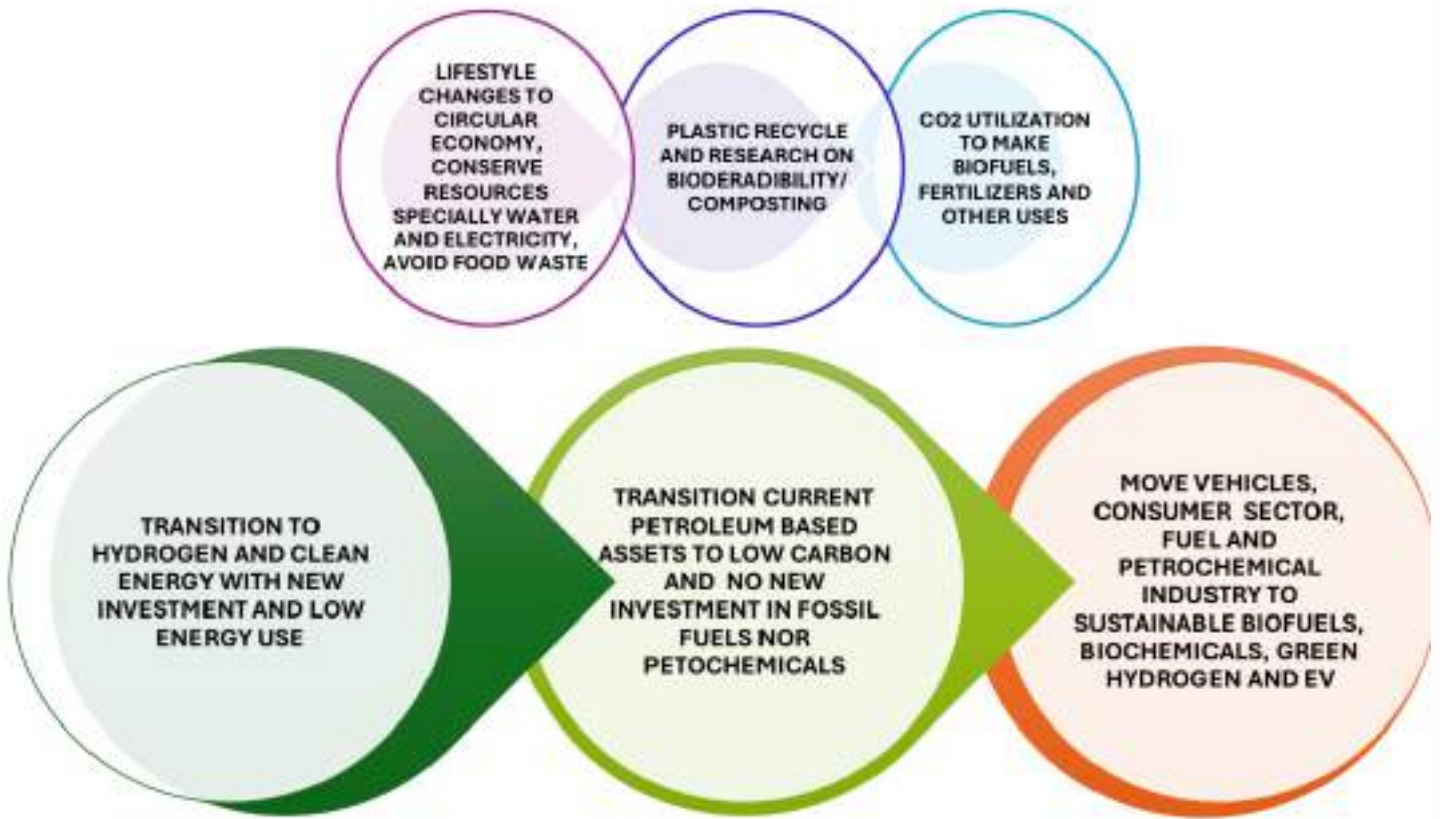 LIFESTYLE
CHANGES TO
CIRCULAR
ECONOMY,
CONSERVE
RESOURCES
SPECIALLY WATER
AND ELECTRICITY,
AVOID FOOD WASTE
PLASTIC RECYCLE
AND RESEARCH ON
BIODERADIBILITY/
COMPOSTING
CO2 UTILIZATION
TO MAKE
BIOFUELS,
FERTILIZERS AND
OTHER USES
TRANSITION TO
HYDROGEN AND CLEAN
ENERGY WITH NEW
INVESTMENT AND LOW
ENERGY USE
TRANSITION CURRENT
PETROLEUM BASED
ASSETS TO LOW CARBON
AND NO NEW
INVESTMENT IN FOSSIL
FUELS NOR
PETOCHEMICALS
MOVE VEHICLES,
CONSUMER SECTOR,
FUEL AND
PETROCHEMICAL
INDUSTRY TO
SUSTAINABLE BIOFUELS,
BIOCHEMICALS, GREEN
HYDROGEN AND EV